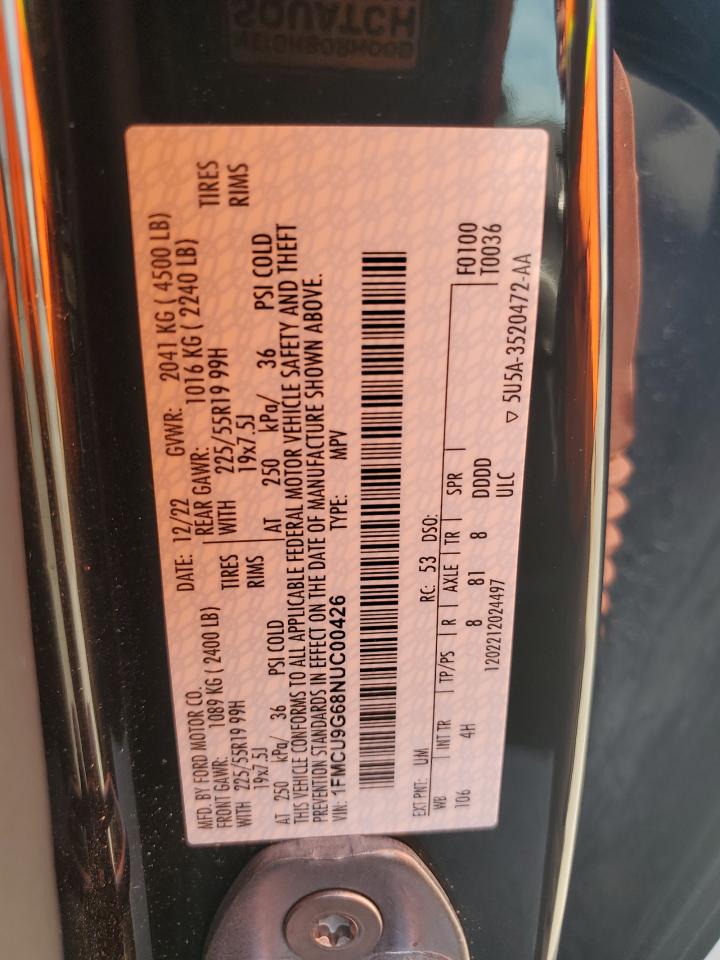 SQUATCH
NEIGHBORHOOD
MFD. BY FORD MOTOR CO.
DATE: 12/22 GVWR: 2041 KG ( 4500 LB)
FRONT GAWR: 1089 KG ( 2400 LB) REAR GAWR: 1016 KG ( 2240 LB)
WITH 225/55R19 99H TIRES WITH 225/55R19 99H TIRES
19x7.5J RIMS 19x7.5J RIMS
AT 250 kPa/ 36 PSI COLD AT 250 kPa/ 36 PSI COLD
THIS VEHICLE CONFORMS TO ALL APPLICABLE FEDERAL MOTOR VEHICLE SAFETY AND THEFT
PREVENTION STANDARDS IN EFFECT ON THE DATE OF MANUFACTURE SHOWN ABOVE.
VIN: 1FMCU9G68NUC00426 TYPE: MPV
EXT PNT: UM RC: 53 DSO:
WB INT TR TP/PS R AXLE TR SPR F0100
106 4H 8 81 8 DDDD T0036
1202212024497 ULC
▽ 5U5A-3520472-AA